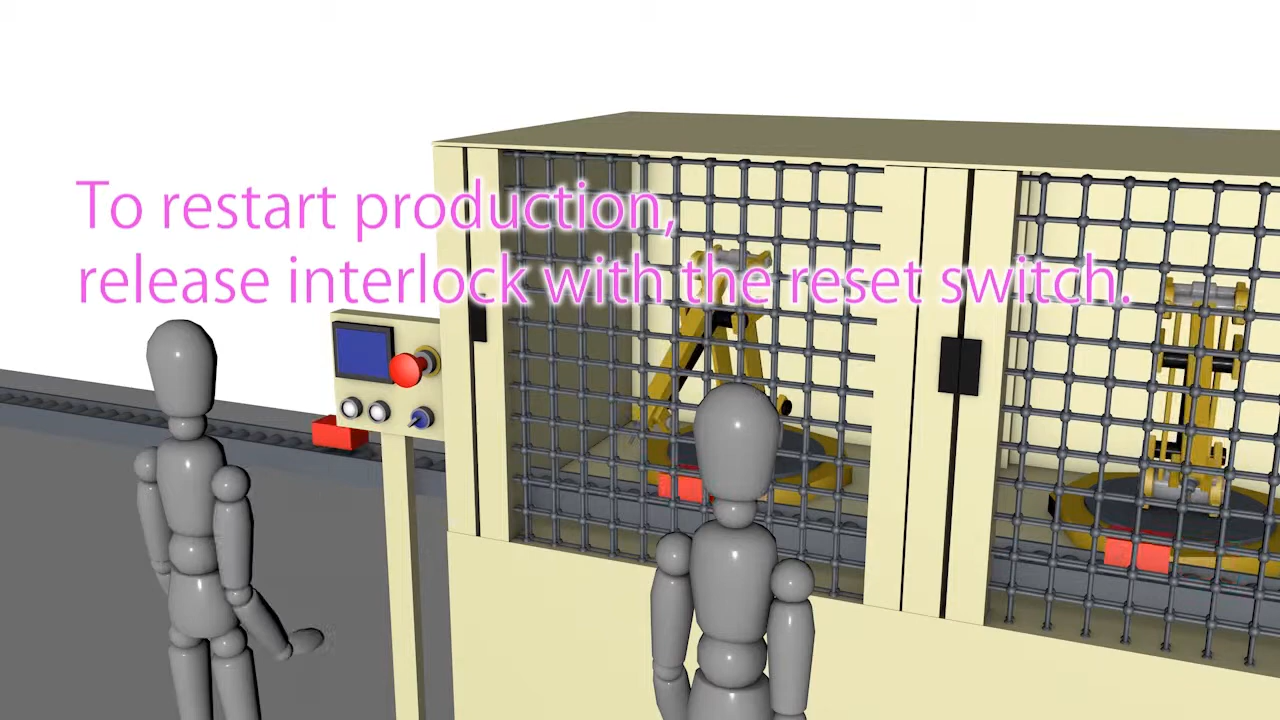 To restart production,
release interlock with the reset switch.